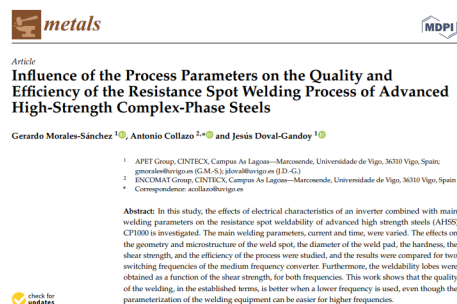 metals
MDPI
Article
Influence of the Process Parameters on the Quality and
Efficiency of the Resistance Spot Welding Process of Advanced
High-Strength Complex-Phase Steels
Gerardo Morales-Sánchez 1, Antonio Collazo 2,* and Jesús Doval-Gandoy 1
1 APET Group, CINTECX, Campus As Lagoas—Marcosende, Universidade de Vigo, 36310 Vigo, Spain;
gmorales@uvigo.es (G.M.-S.); jdoval@uvigo.es (J.D.-G.)
2 ENCOMAT Group, CINTECX, Campus As Lagoas—Marcosende, Universidade de Vigo, 36310 Vigo, Spain
* Correspondence: acollazo@uvigo.es
Abstract: In this study, the effects of electrical characteristics of an inverter combined with main
welding parameters on the resistance spot weldability of advanced high strength steels (AHSS)
CP1000 is investigated. The main welding parameters, current and time, were varied. The effects on
the geometry and microstructure of the weld spot, the diameter of the weld pad, the hardness, the
shear strength, and the efficiency of the process were studied, and the results were compared for two
switching frequencies of the medium frequency converter. Furthermore, the weldability lobes were
obtained as a function of the shear strength, for both frequencies. This work shows that the quality
of the welding, in the established terms, is better when a lower frequency is used, even though the
parameterization of the welding equipment can be easier for higher frequencies.
check for
updates